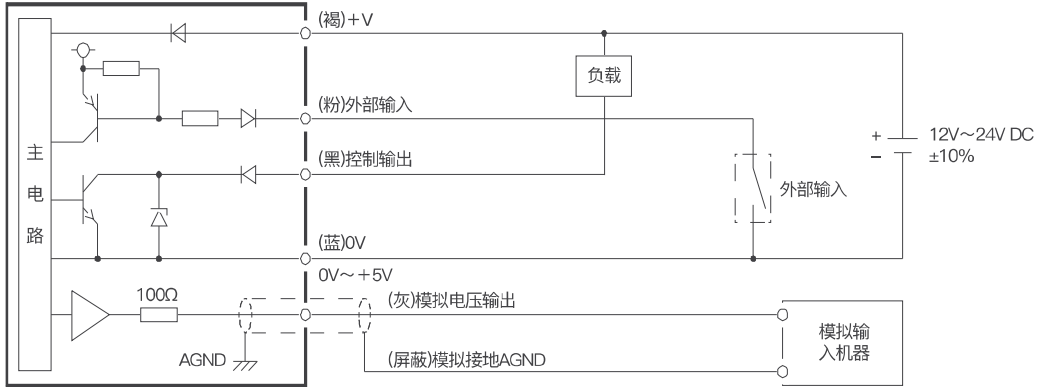 (褐)+V
负载
(粉)外部输入
12V～24V DC
±10%
+
−
主
电
路
(黑)控制输出
外部输入
(蓝)0V
0V～+5V
(灰)模拟电压输出
100Ω
AGND
(屏蔽)模拟接地AGND
模拟输
入机器